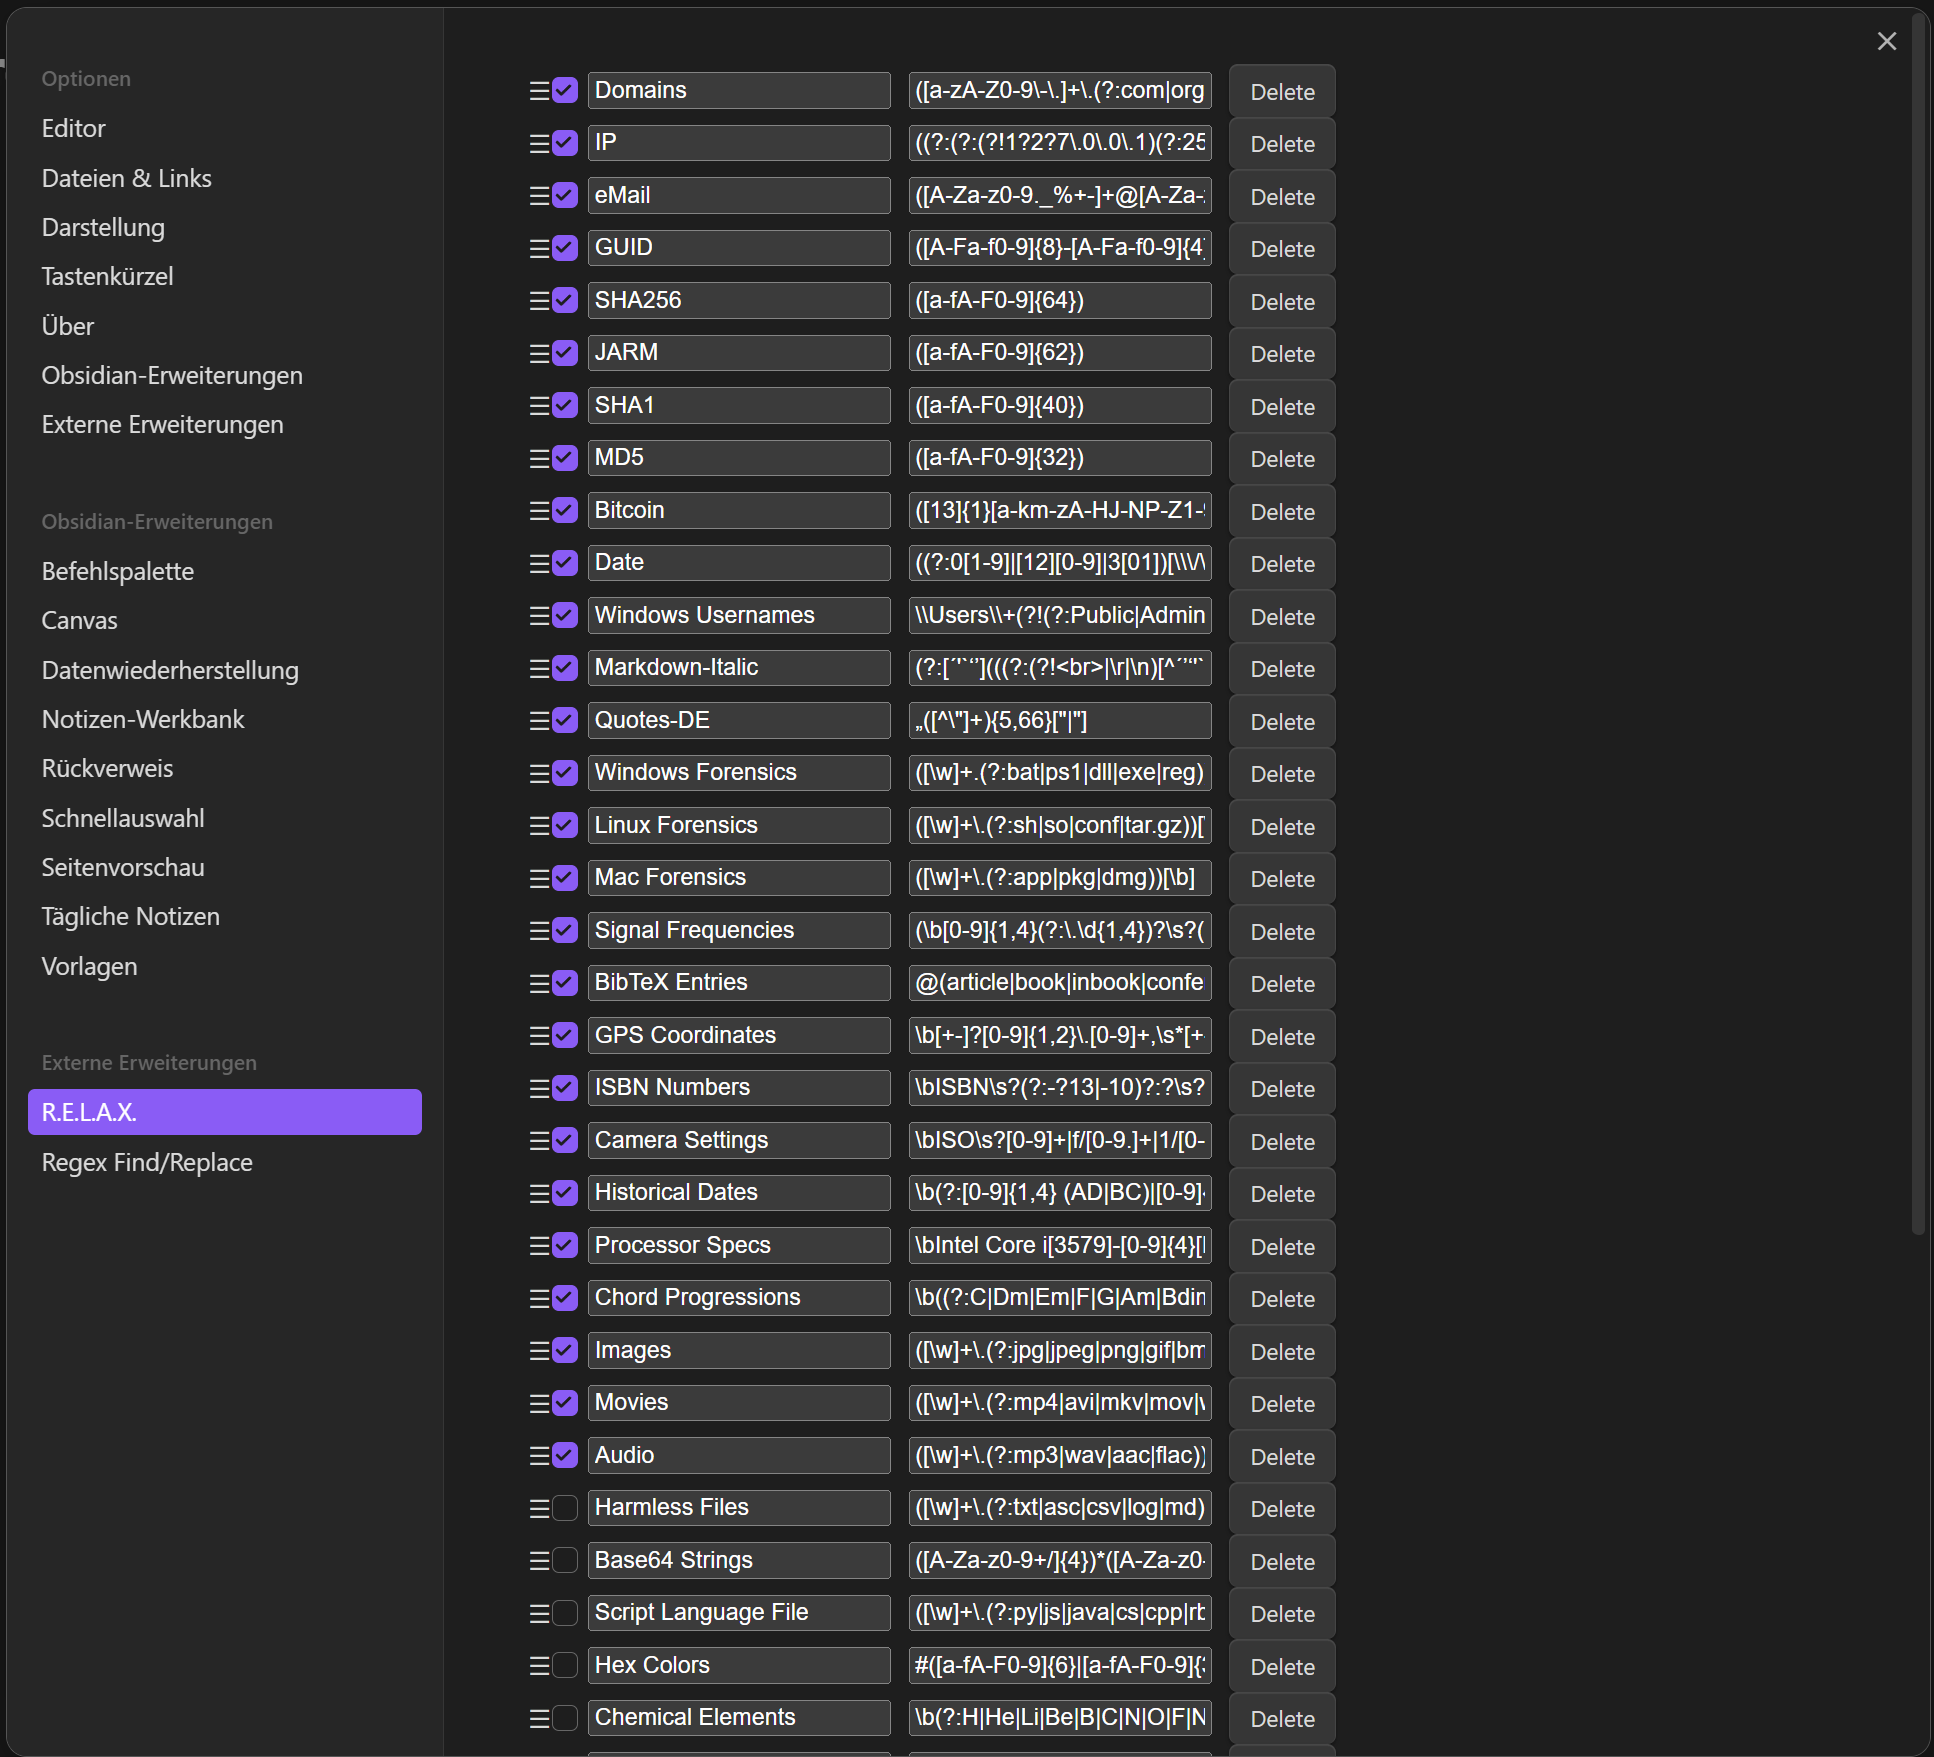 Optionen
Editor
Dateien & Links
Darstellung
Tastenkürzel
Über
Obsidian-Erweiterungen
Externe Erweiterungen
Obsidian-Erweiterungen
Befehlspalette
Canvas
Datenwiederherstellung
Notizen-Werkbank
Rückverweis
Schnellauswahl
Seitenvorschau
Tägliche Notizen
Vorlagen
Externe Erweiterungen
R.E.L.A.X.
Regex Find/Replace
Domains ([a-zA-Z0-9\-\.]+\.(?:com|org Delete
IP ((?:(?:(?!1?2?7\.0\.0\.1)(?:25 Delete
eMail ([A-Za-z0-9._%+-]+@[A-Za- Delete
GUID ([A-Fa-f0-9]{8}-[A-Fa-f0-9]{4 Delete
SHA256 ([a-fA-F0-9]{64}) Delete
JARM ([a-fA-F0-9]{62}) Delete
SHA1 ([a-fA-F0-9]{40}) Delete
MD5 ([a-fA-F0-9]{32}) Delete
Bitcoin ([13]{1}[a-km-zA-HJ-NP-Z1- Delete
Date ((?:0[1-9]|[12][0-9]|3[01])[\\\/\ Delete
Windows Usernames \\Users\\+(?!(?:Public|Admin Delete
Markdown-Italic Delete
Quotes-DE „([^\"]+){5,66}["|"] Delete
Windows Forensics ([\w]+.(?:bat|ps1|dll|exe|reg) Delete
Linux Forensics ([\w]+\.(?:sh|so|conf|tar.gz))[ Delete
Mac Forensics ([\w]+\.(?:app|pkg|dmg))[\b] Delete
Signal Frequencies (\b[0-9]{1,4}(?:\.\d{1,4})?\s?( Delete
BibTeX Entries @(article|book|inbook|confe Delete
GPS Coordinates \b[+-]?[0-9]{1,2}\.[0-9]+,\s*[+ Delete
ISBN Numbers \bISBN\s?(?:-?13|-10)?:?\s? Delete
Camera Settings \bISO\s?[0-9]+|f/[0-9.]+|1/[0- Delete
Historical Dates \b(?:[0-9]{1,4} (AD|BC)|[0-9] Delete
Processor Specs \bIntel Core i[3579]-[0-9]{4}[ Delete
Chord Progressions \b((?:C|Dm|Em|F|G|Am|Bdim Delete
Images ([\w]+\.(?:jpg|jpeg|png|gif|bm Delete
Movies ([\w]+\.(?:mp4|avi|mkv|mov| Delete
Audio ([\w]+\.(?:mp3|wav|aac|flac)) Delete
Harmless Files ([\w]+\.(?:txt|asc|csv|log|md) Delete
Base64 Strings ([A-Za-z0-9+/]{4})*([A-Za-z0- Delete
Script Language File ([\w]+\.(?:py|js|java|cs|cpp|rb Delete
Hex Colors #([a-fA-F0-9]{6}|[a-fA-F0-9]{ Delete
Chemical Elements \b(?:H|He|Li|Be|B|C|N|O|F|N Delete